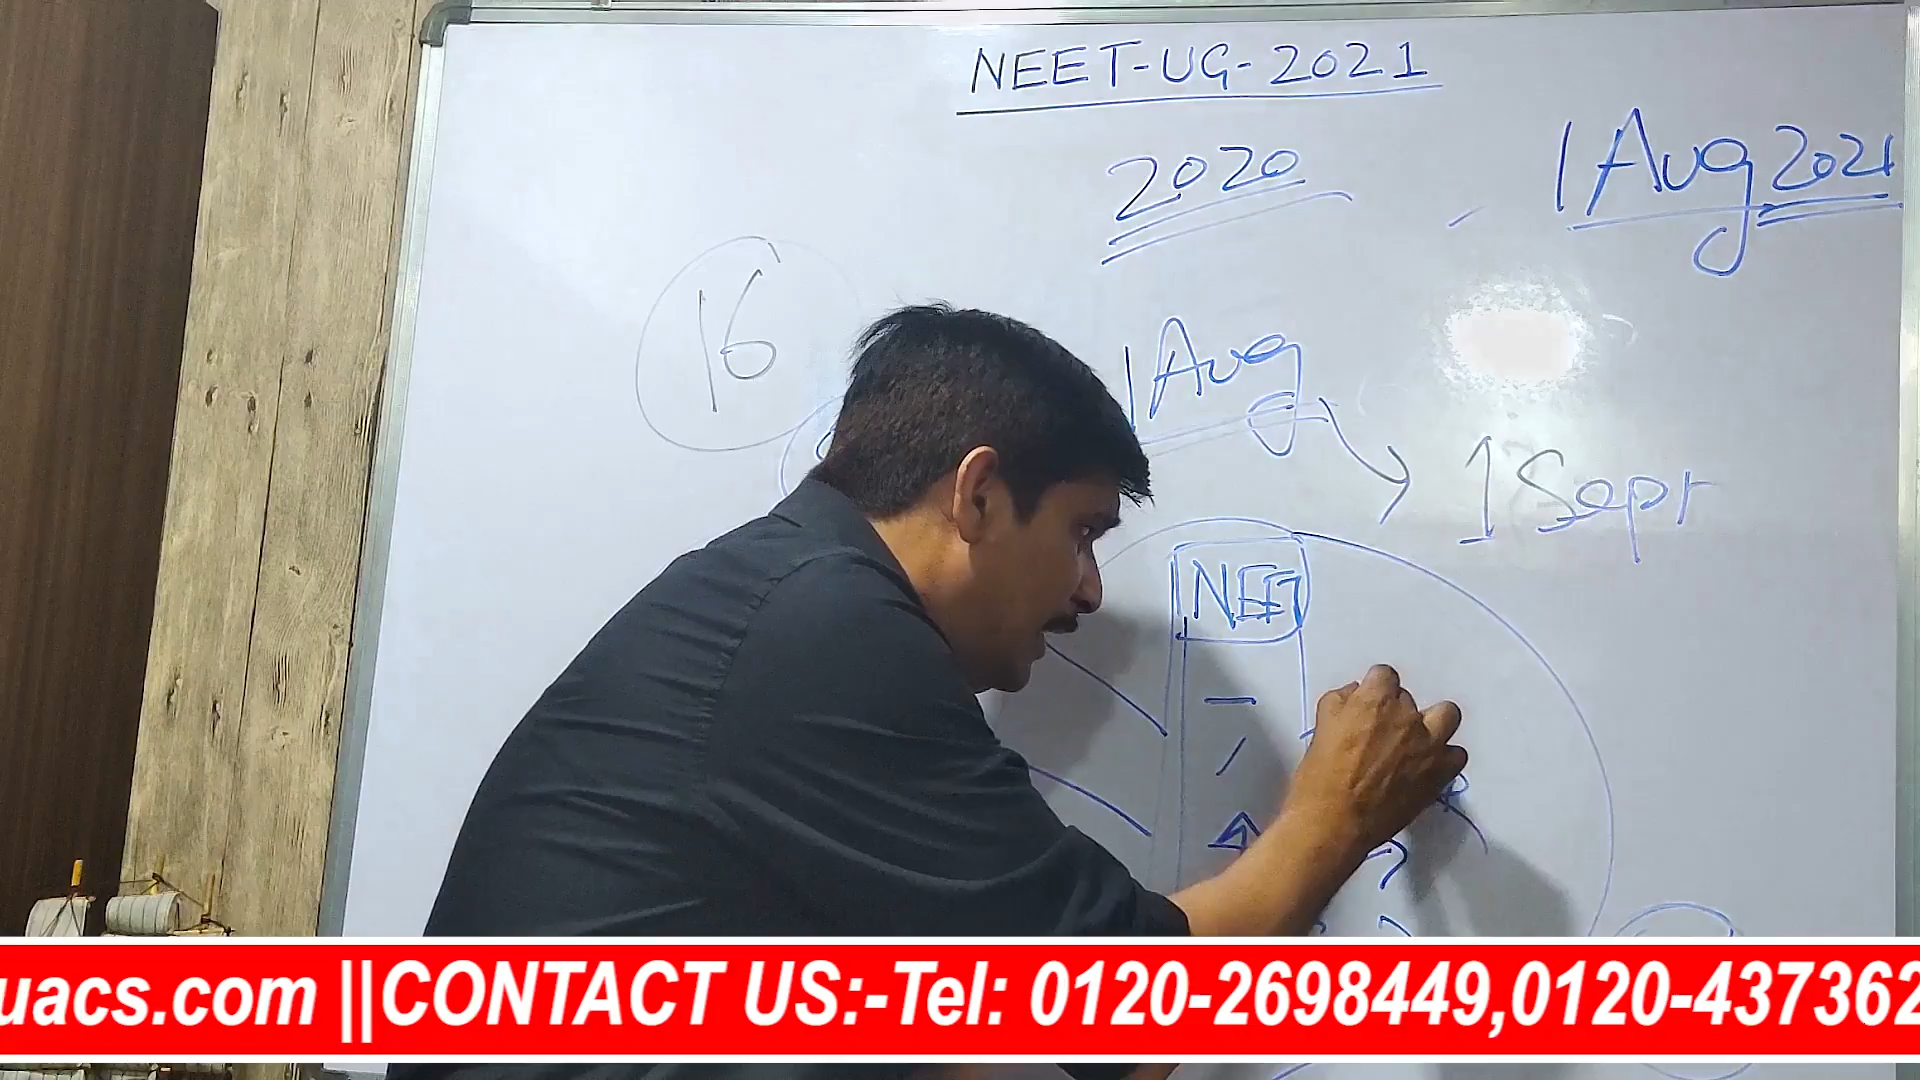 NEET-UG-2021
2020
1 Aug 2021
16
1 Aug
1 Sept
NEET
uacs.com ||CONTACT US:-Tel: 0120-2698449,0120-437362